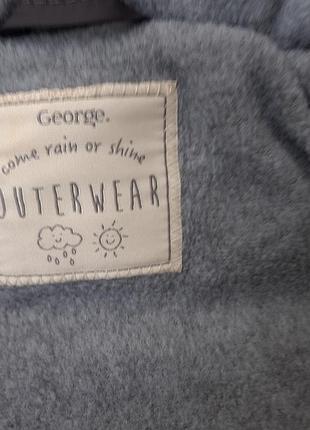 George.
come rain or shine
OUTERWEAR